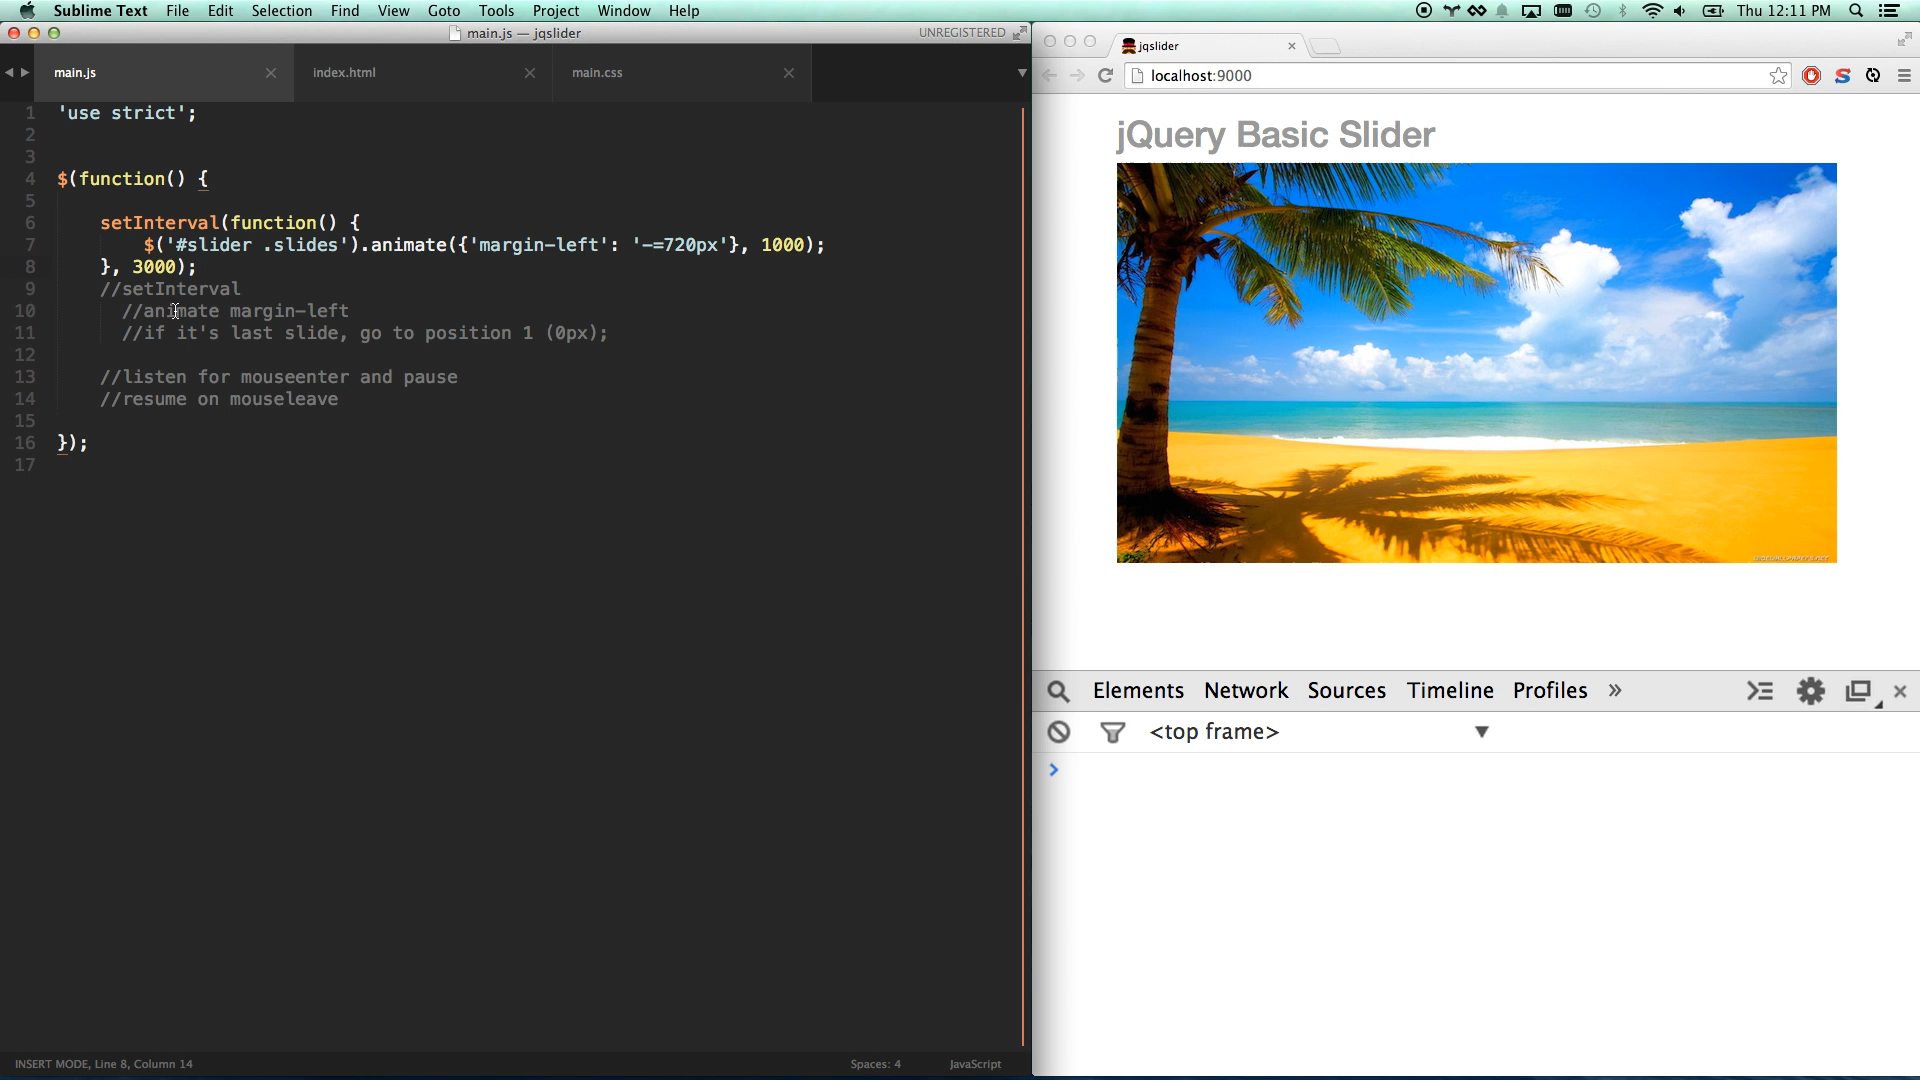 Sublime Text File Edit Selection Find View Goto Tools Project Window Help Thu 12:11 PM
main.js — jqslider UNREGISTERED
main.js index.html main.css
1 'use strict';
2
3
4 $(function() {
5
6 setInterval(function() {
7 $('#slider .slides').animate({'margin-left': '-=720px'}, 1000);
8 }, 3000);
9 //setInterval
10 //animate margin-left
11 //if it's last slide, go to position 1 (0px);
12
13 //listen for mouseenter and pause
14 //resume on mouseleave
15
16 });
17
INSERT MODE, Line 8, Column 14 Spaces: 4 JavaScript
jqslider
localhost:9000
jQuery Basic Slider
Elements Network Sources Timeline Profiles »
<top frame>